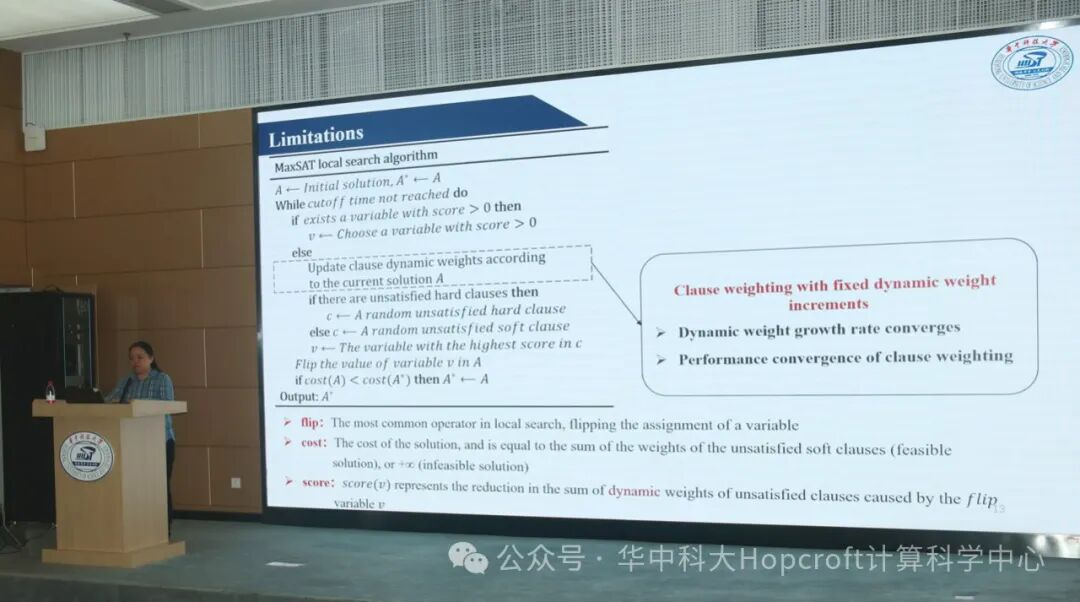 Limitations
MaxSAT local search algorithm
A ← Initial solution, A* ← A
While cutoff time not reached do
if exists a variable with score > 0 then
v ← Choose a variable with score > 0
else
Update clause dynamic weights according
to the current solution A
if there are unsatisfied hard clauses then
c ← A random unsatisfied hard clause
else c ← A random unsatisfied soft clause
v ← The variable with the highest score in c
Flip the value of variable v in A
if cost(A) < cost(A*) then A* ← A
Output: A*
Clause weighting with fixed dynamic weight
increments
➢ Dynamic weight growth rate converges
➢ Performance convergence of clause weighting
➢ flip: The most common operator in local search, flipping the assignment of a variable
➢ cost: The cost of the solution, and is equal to the sum of the weights of the unsatisfied soft clauses (feasible
solution), or +∞ (infeasible solution)
➢ score: score(v) represents the reduction in the sum of dynamic weights of unsatisfied clauses caused by the flip
variable v
13
HUST
公众号 · 华中科大Hopcroft计算科学中心